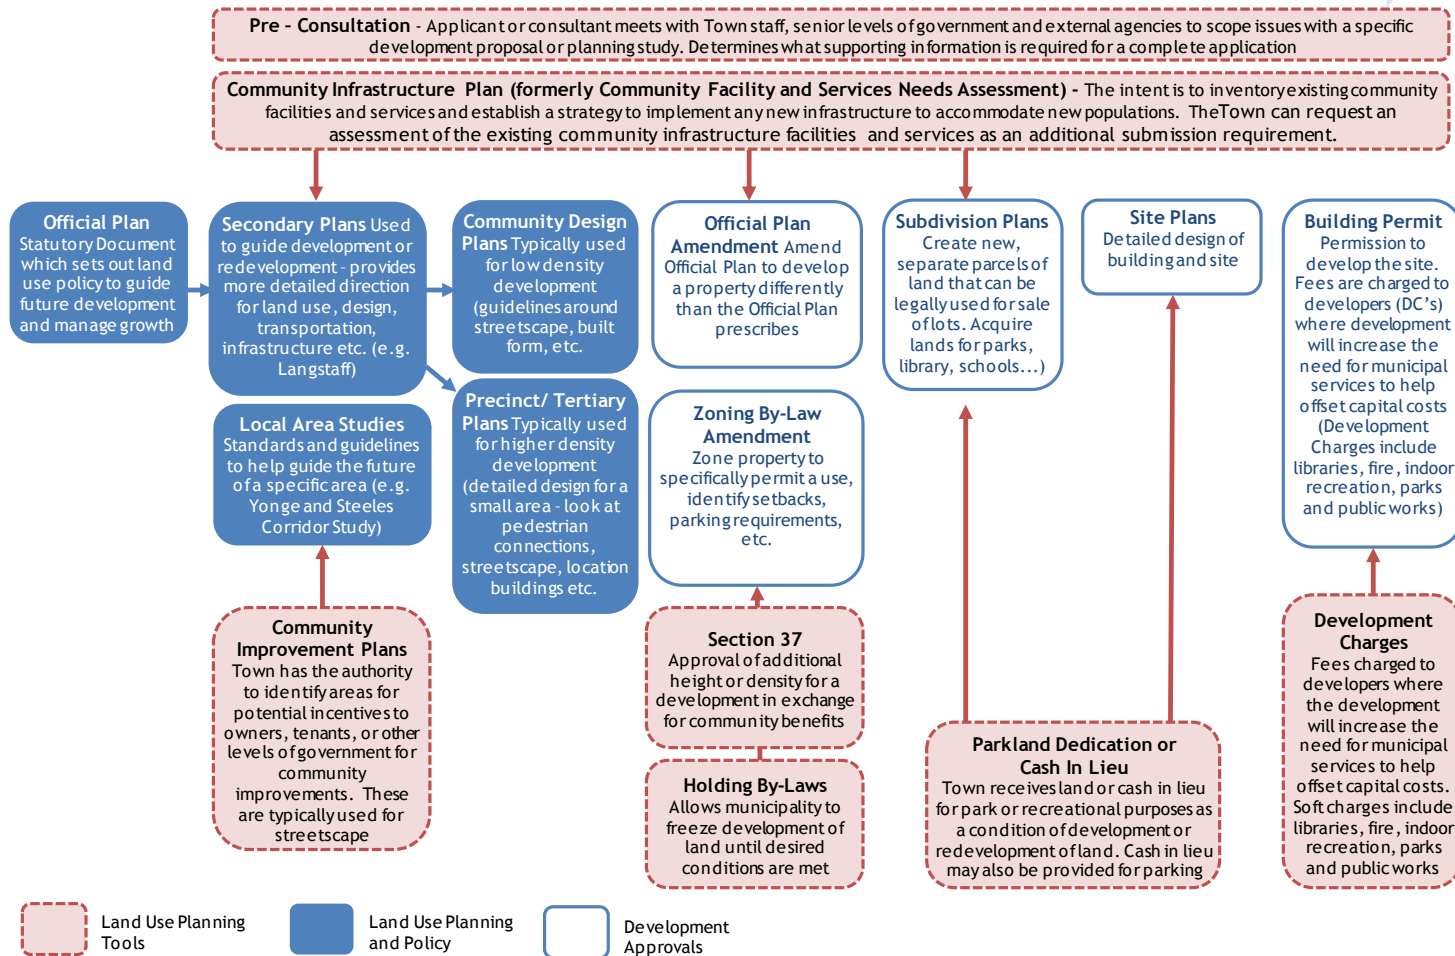 Pre - Consultation - Applicant or consultant meets with Town staff, senior levels of government and external agencies to scope issues with a specific
development proposal or planning study. Determines what supporting information is required for a complete application
Community Infrastructure Plan (formerly Community Facility and Services Needs Assessment) - The intent is to inventory existing community
facilities and services and establish a strategy to implement any new infrastructure to accommodate new populations. The Town can request an
assessment of the existing community infrastructure facilities and services as an additional submission requirement.
Official Plan
Statutory Document
which sets out land
use policy to guide
future development
and manage growth
Secondary Plans Used
to guide development or
redevelopment - provides
more detailed direction
for land use, design,
transportation,
infrastructure etc. (e.g.
Langstaff)
Local Area Studies
Standards and guidelines
to help guide the future
of a specific area (e.g.
Yonge and Steeles
Corridor Study)
Community Design
Plans Typically used
for low density
development
(guidelines around
streetscape, built
form, etc.
Precinct/ Tertiary
Plans Typically used
for higher density
development
(detailed design for a
small area - look at
pedestrian
connections,
streetscape, location
buildings etc.
Official Plan
Amendment Amend
Official Plan to develop
a property differently
than the Official Plan
prescribes
Zoning By-Law
Amendment
Zone property to
specifically permit a use,
identify setbacks,
parking requirements,
etc.
Subdivision Plans
Create new,
separate parcels of
land that can be
legally used for sale
of lots. Acquire
lands for parks,
library, schools...)
Site Plans
Detailed design of
building and site
Building Permit
Permission to
develop the site.
Fees are charged to
developers (DC's)
where development
will increase the
need for municipal
services to help
offset capital costs
(Development
Charges include
libraries, fire, indoor
recreation, parks
and public works)
Community
Improvement Plans
Town has the authority
to identify areas for
potential incentives to
owners, tenants, or other
levels of government for
community
improvements. These
are typically used for
streetscape
Section 37
Approval of additional
height or density for a
development in exchange
for community benefits
Holding By-Laws
Allows municipality to
freeze development of
land until desired
conditions are met
Parkland Dedication or
Cash In Lieu
Town receives land or cash in lieu
for park or recreational purposes as
a condition of development or
redevelopment of land. Cash in lieu
may also be provided for parking
Development
Charges
Fees charged to
developers where
the development
will increase the
need for municipal
services to help
offset capital costs.
Soft charges include
libraries, fire, indoor
recreation, parks
and public works
Land Use Planning
Tools
Land Use Planning
and Policy
Development
Approvals